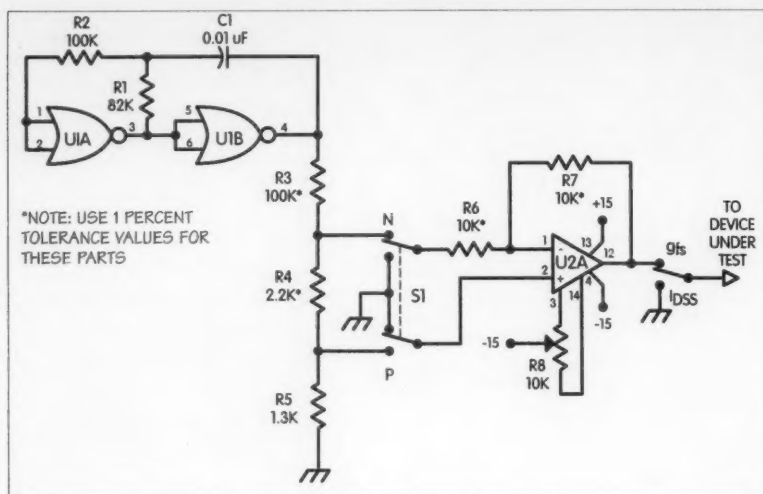 R2
100K
C1
0.01 uF
R1
82K
1
2
U1A
3
5
6
U1B
4
R3
100K*
*NOTE: USE 1 PERCENT
TOLERANCE VALUES FOR
THESE PARTS
N
R4
2.2K*
S1
P
R5
1.3K
R6
10K*
R7
10K*
+15
1
-
13
12
U2A
2
+
4
3
14
-15
-15
R8
10K
gfs
IDSS
TO
DEVICE
UNDER
TEST